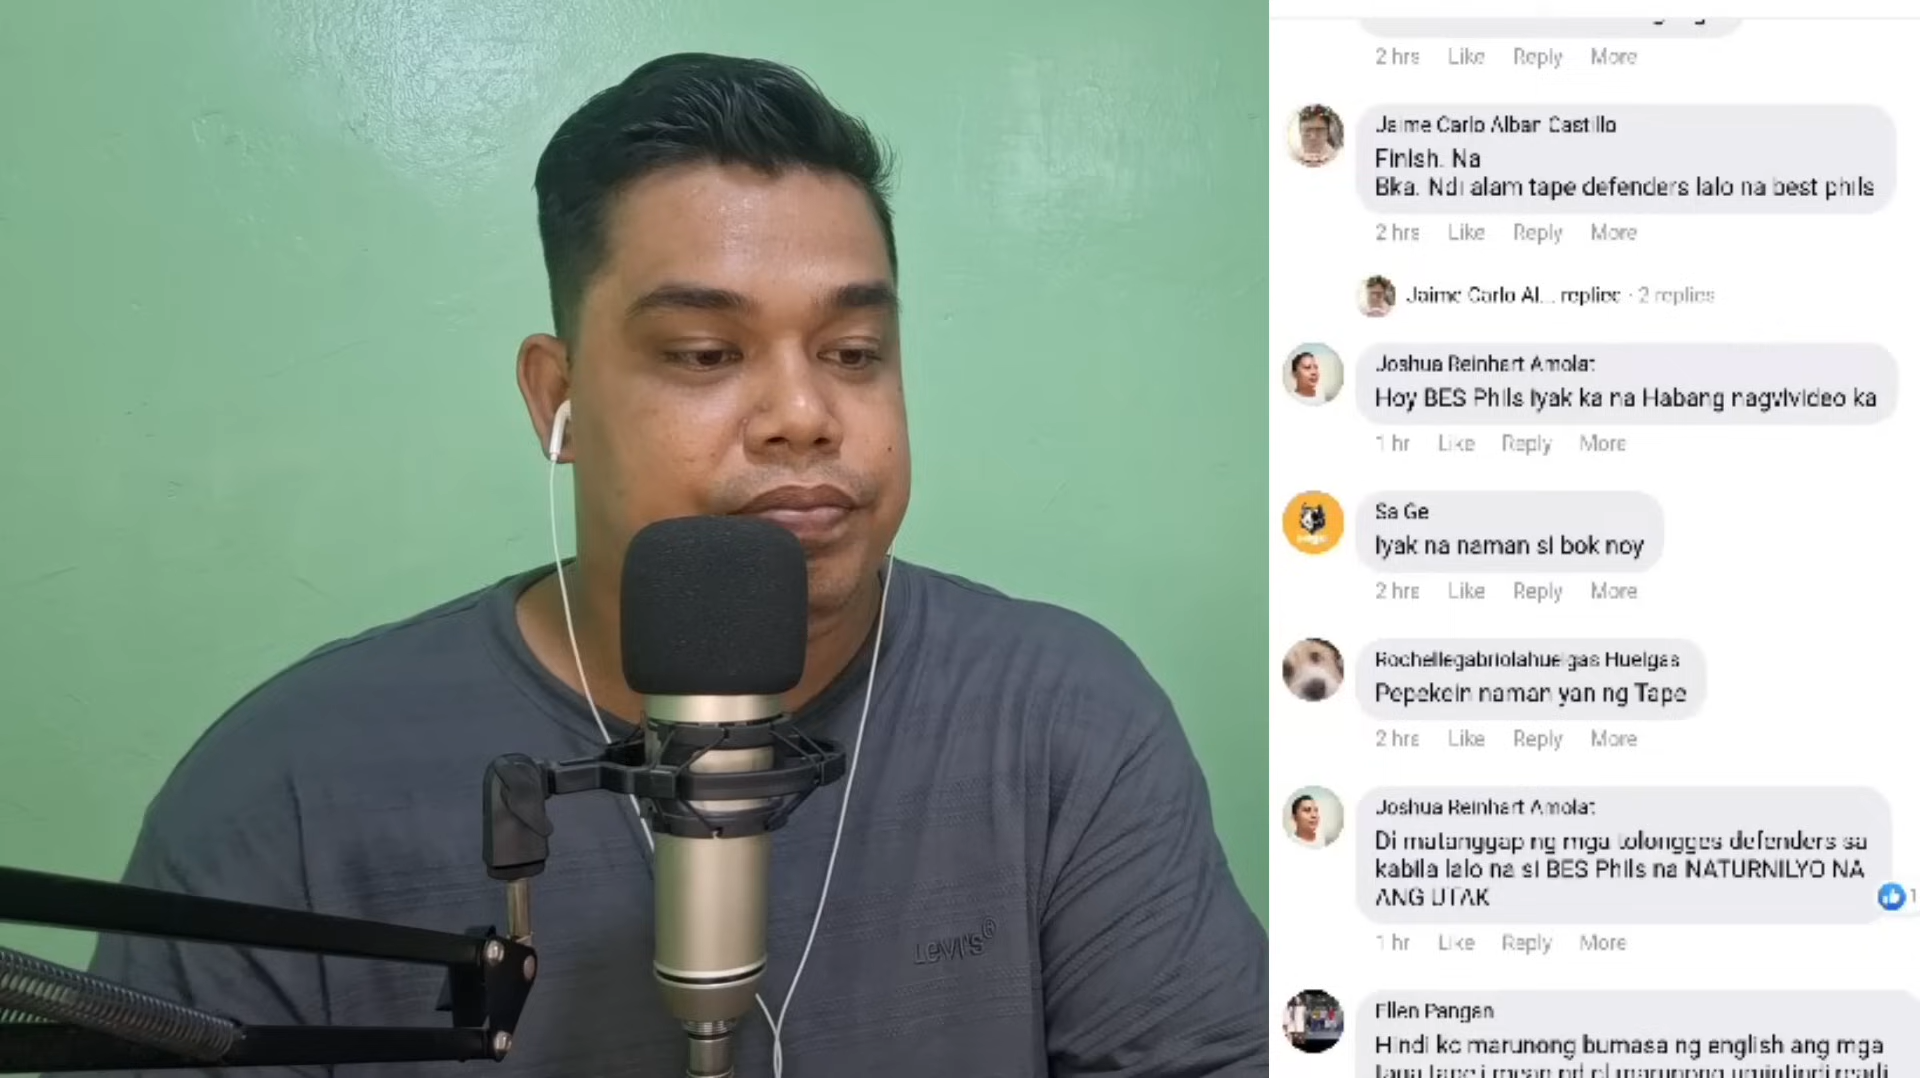 Levi's®
2 hrs Like Reply More
Jaime Carlo Alban Castillo
Finish. Na
Bka. Ndi alam tape defenders lalo na best phils
2 hrs Like Reply More
Jaime Carlo Al... replied · 2 replies
Joshua Reinhart Amolat
Hoy BES Phils Iyak ka na Habang nagvivideo ka
1 hr Like Reply More
Sa Ge
Iyak na naman si bok noy
2 hrs Like Reply More
Rochellegabriolahuelgas Huelgas
Pepekein naman yan ng Tape
2 hrs Like Reply More
Joshua Reinhart Amolat
Di matanggap ng mga tolongges defenders sa
kabila lalo na si BES Phils na NATURNILYO NA
ANG UTAK
1
1 hr Like Reply More
Ellen Pangan
Hindi kc marunong bumasa ng english ang mga